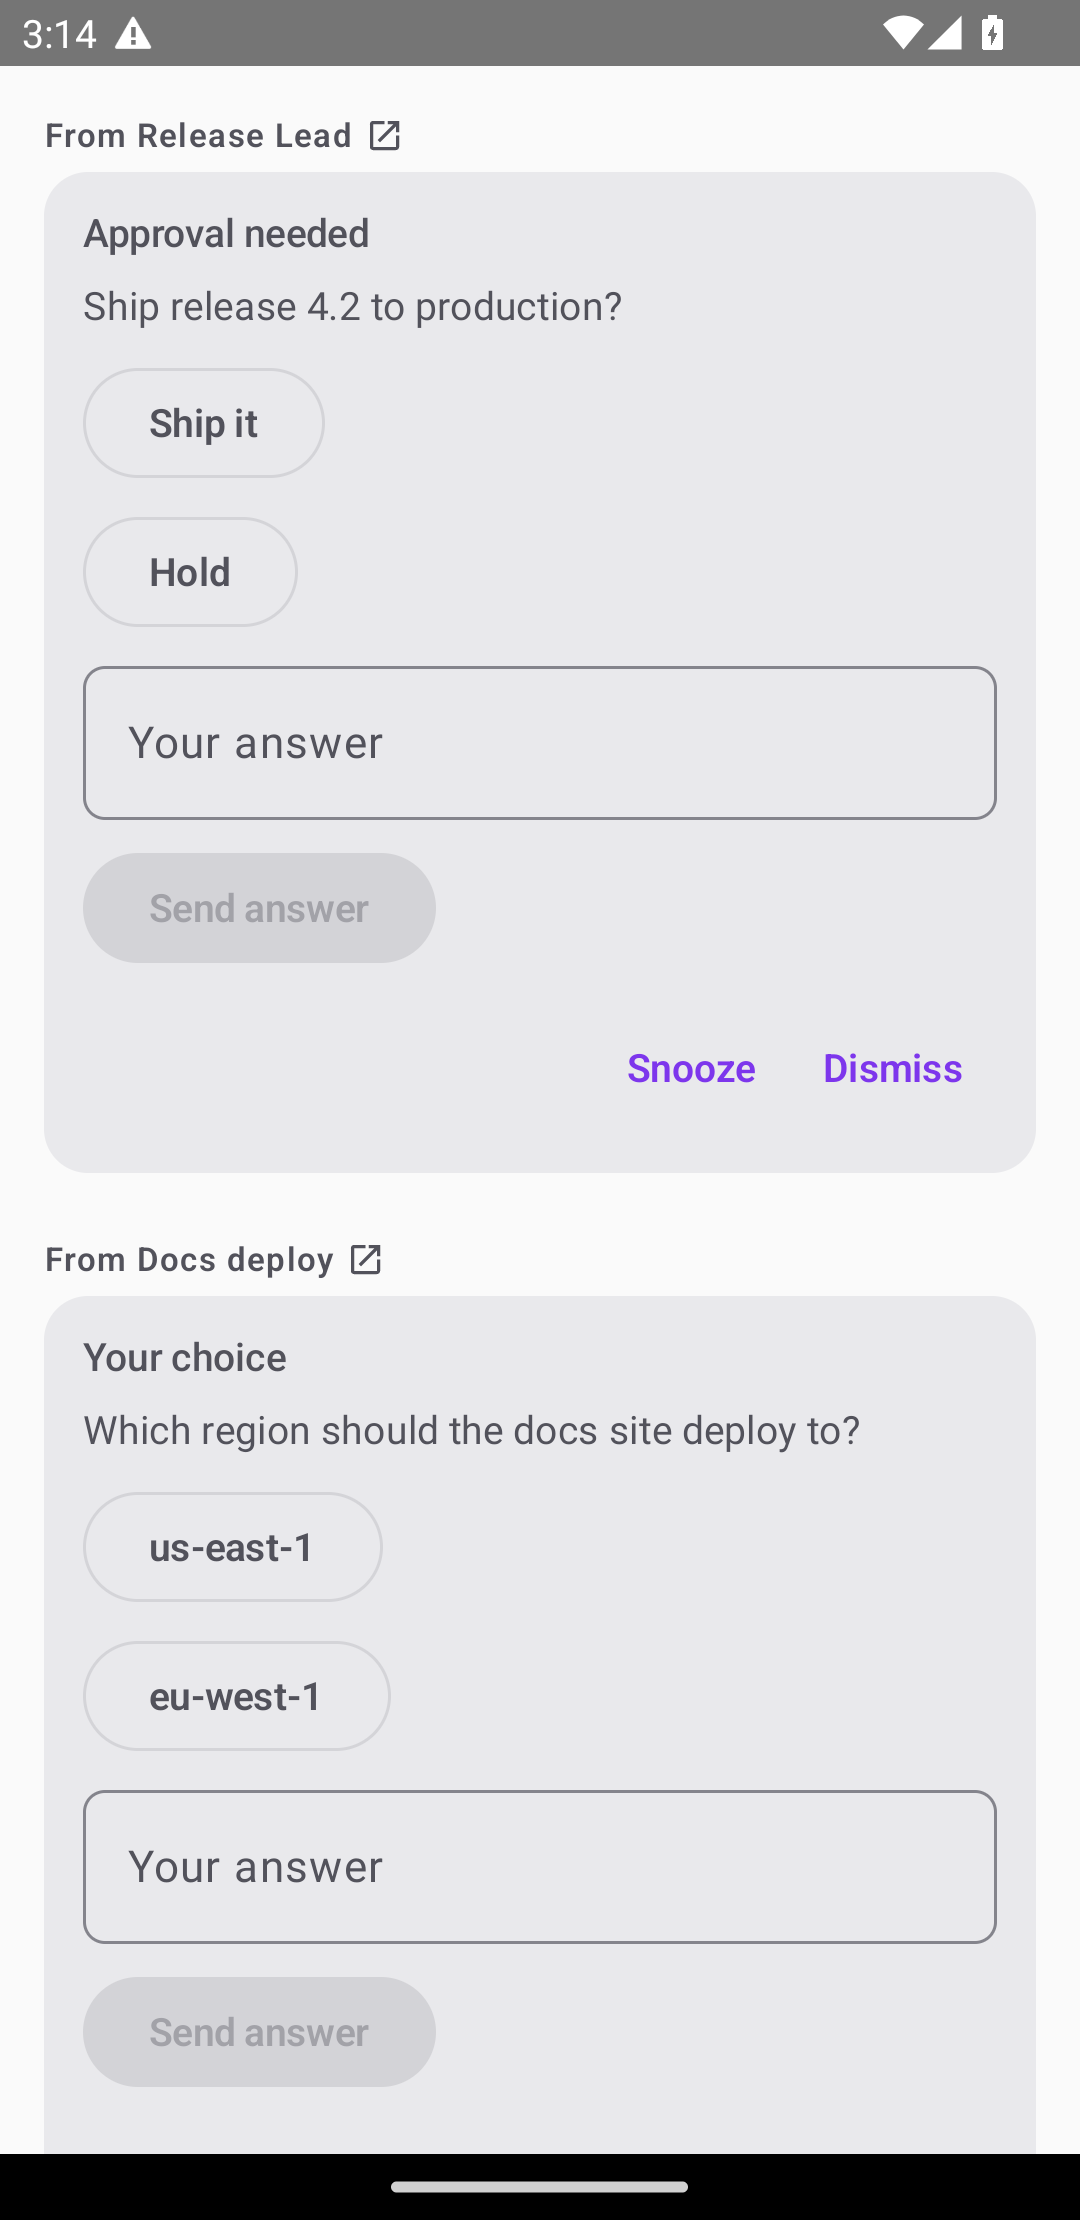 3:14
From Release Lead
Approval needed
Ship release 4.2 to production?
Ship it
Hold
Your answer
Send answer
Snooze Dismiss
From Docs deploy
Your choice
Which region should the docs site deploy to?
us-east-1
eu-west-1
Your answer
Send answer